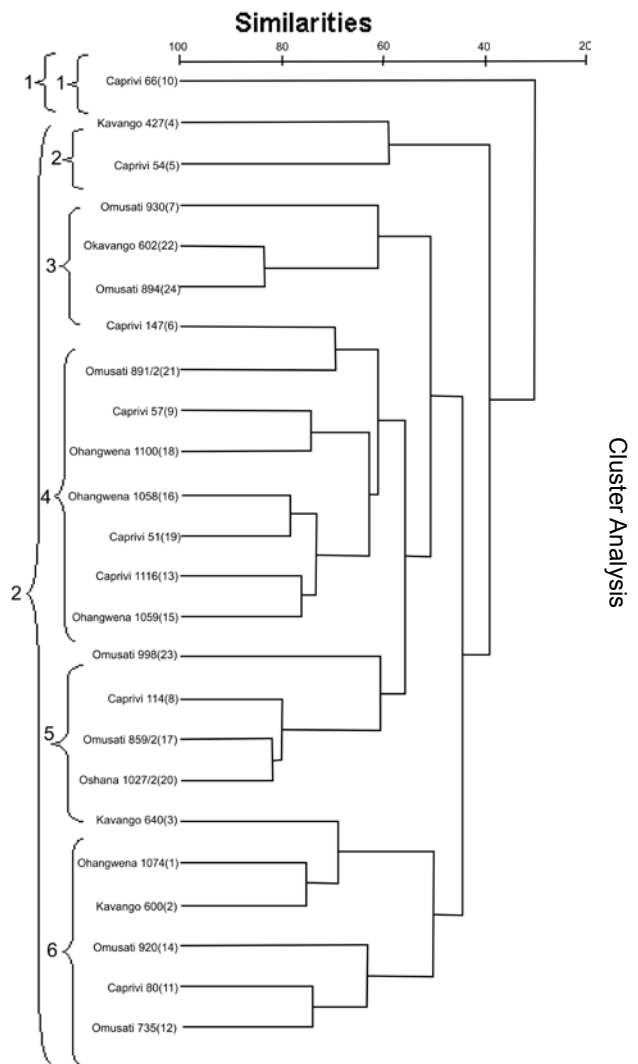 Similarities
100 80 60 40 20
1 1 Caprivi 66(10)
Kavango 427(4)
2
Caprivi 54(5)
Omusati 930(7)
Okavango 602(22)
3
Omusati 894(24)
Caprivi 147(6)
Omusati 891/2(21)
Caprivi 57(9)
Ohangwena 1100(18)
4 Ohangwena 1058(16)
Caprivi 51(19)
Caprivi 1116(13)
2
Ohangwena 1059(15)
Omusati 998(23)
Caprivi 114(8)
5
Omusati 859/2(17)
Oshana 1027/2(20)
Kavango 640(3)
Ohangwena 1074(1)
Kavango 600(2)
6 Omusati 920(14)
Caprivi 80(11)
Omusati 735(12)
Cluster Analysis